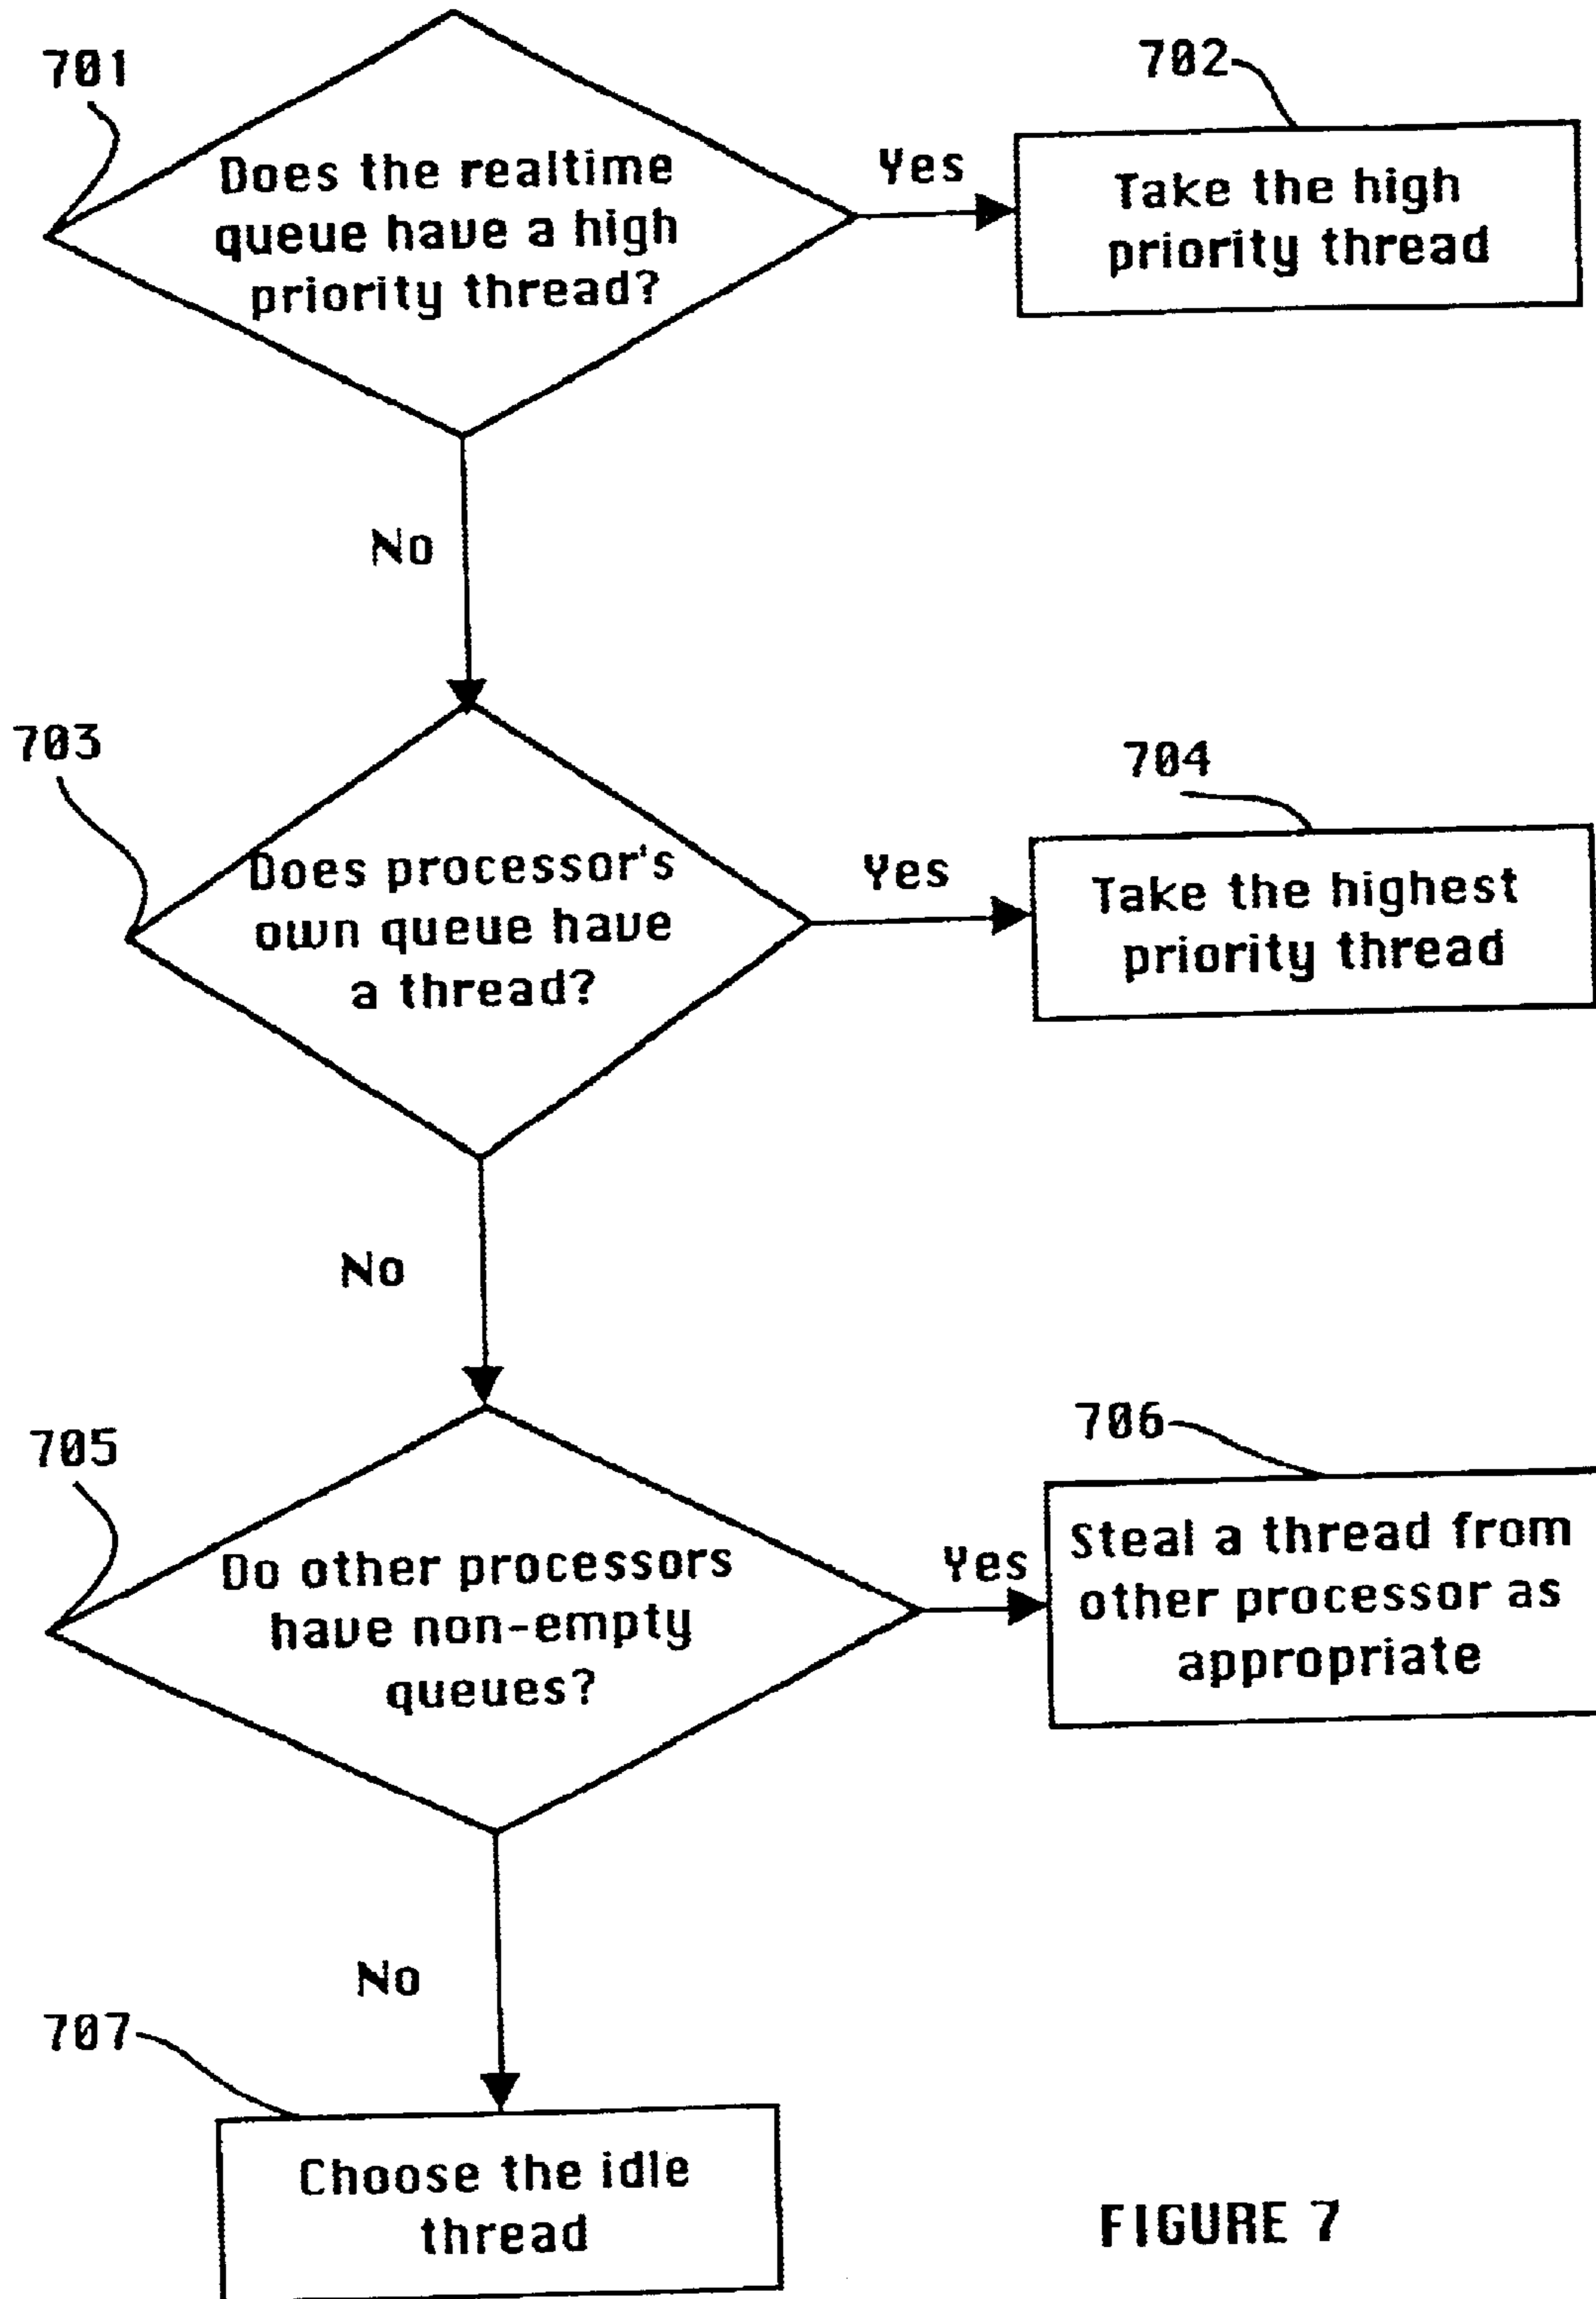 701
Does the realtime
queue have a high
priority thread?
Yes
702
Take the high
priority thread
No
703
Does processor's
own queue have
a thread?
Yes
704
Take the highest
priority thread
No
705
Do other processors
have non-empty
queues?
Yes
706
Steal a thread from
other processor as
appropriate
No
707
Choose the idle
thread
FIGURE 7